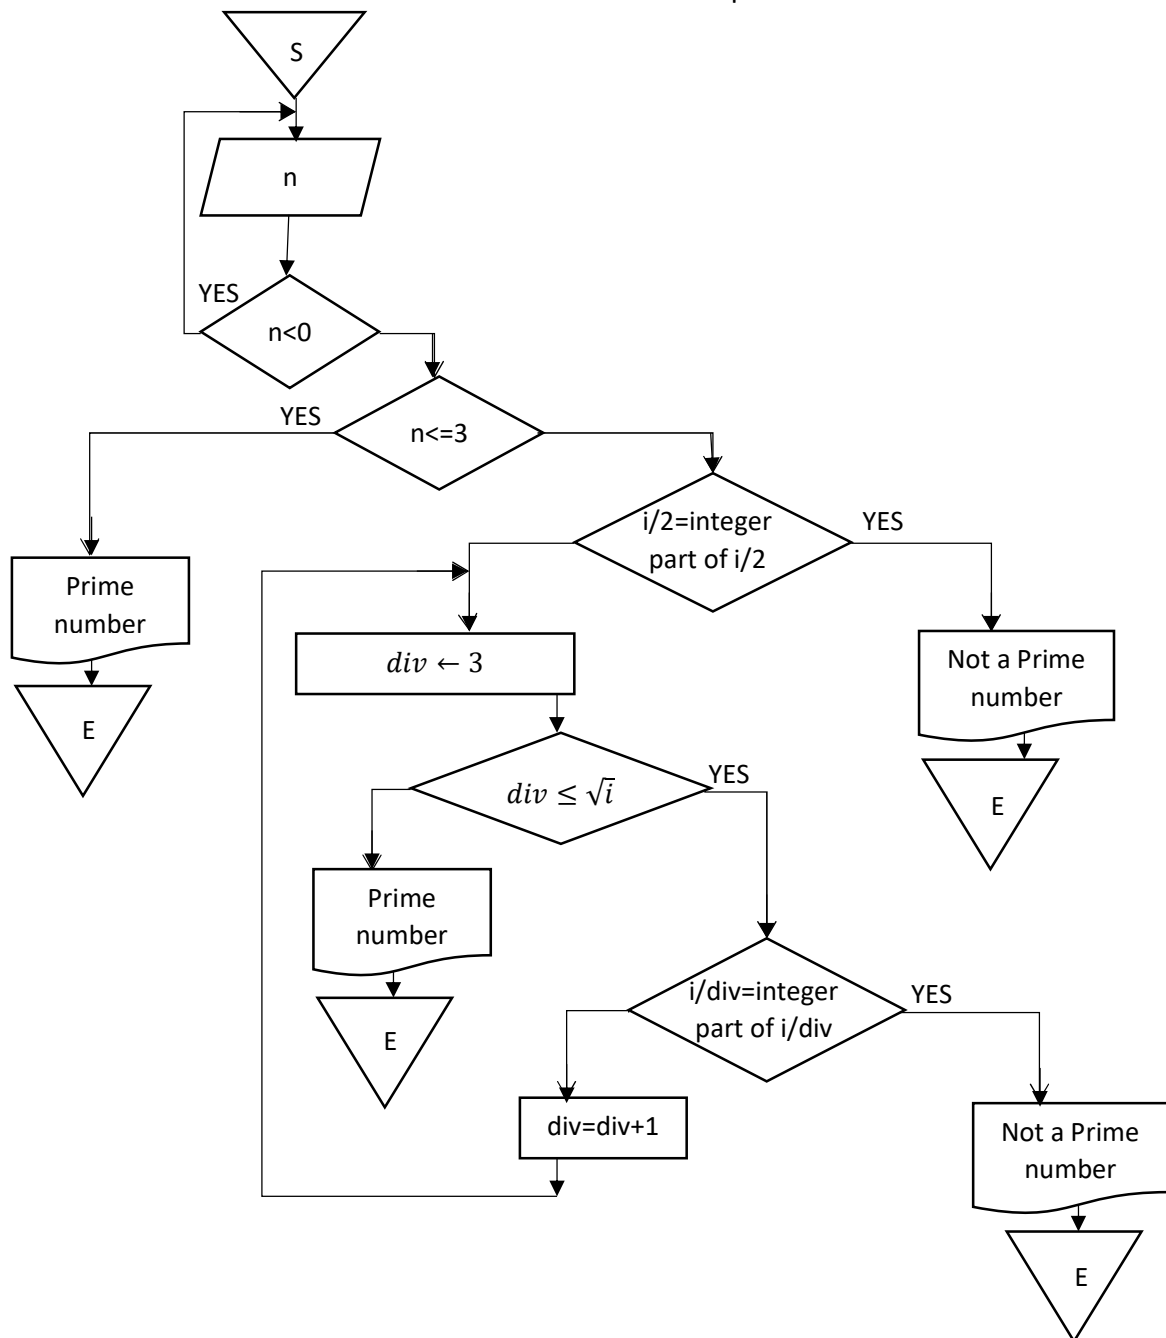 S
n
YES
n<0
YES
n<=3
i/2=integer
part of i/2
YES
Prime
number
E
𝑑𝑖𝑣 ← 3
Not a Prime
number
E
𝑑𝑖𝑣 ≤ √𝑖
YES
Prime
number
E
i/div=integer
part of i/div
YES
div=div+1
Not a Prime
number
E